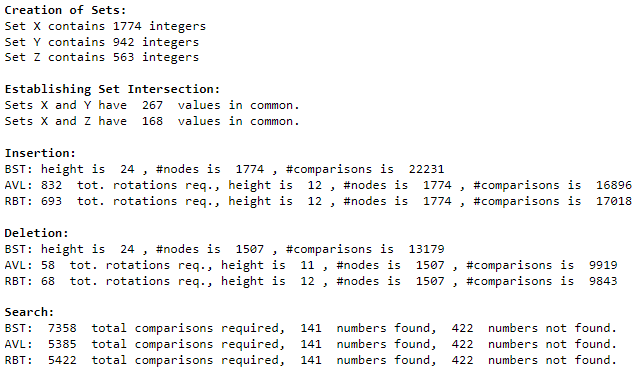 Creation of Sets:
Set X contains 1774 integers
Set Y contains 942 integers
Set Z contains 563 integers
Establishing Set Intersection:
Sets X and Y have  267  values in common.
Sets X and Z have  168  values in common.
Insertion:
BST: height is  24 , #nodes is  1774 , #comparisons is  22231
AVL: 832  tot. rotations req., height is  12 , #nodes is  1774 , #comparisons is  16896
RBT: 693  tot. rotations req., height is  12 , #nodes is  1774 , #comparisons is  17018
Deletion:
BST: height is  24 , #nodes is  1507 , #comparisons is  13179
AVL: 58  tot. rotations req., height is  11 , #nodes is  1507 , #comparisons is  9919
RBT: 68  tot. rotations req., height is  12 , #nodes is  1507 , #comparisons is  9843
Search:
BST:  7358  total comparisons required,  141  numbers found,  422  numbers not found.
AVL:  5385  total comparisons required,  141  numbers found,  422  numbers not found.
RBT:  5422  total comparisons required,  141  numbers found,  422  numbers not found.